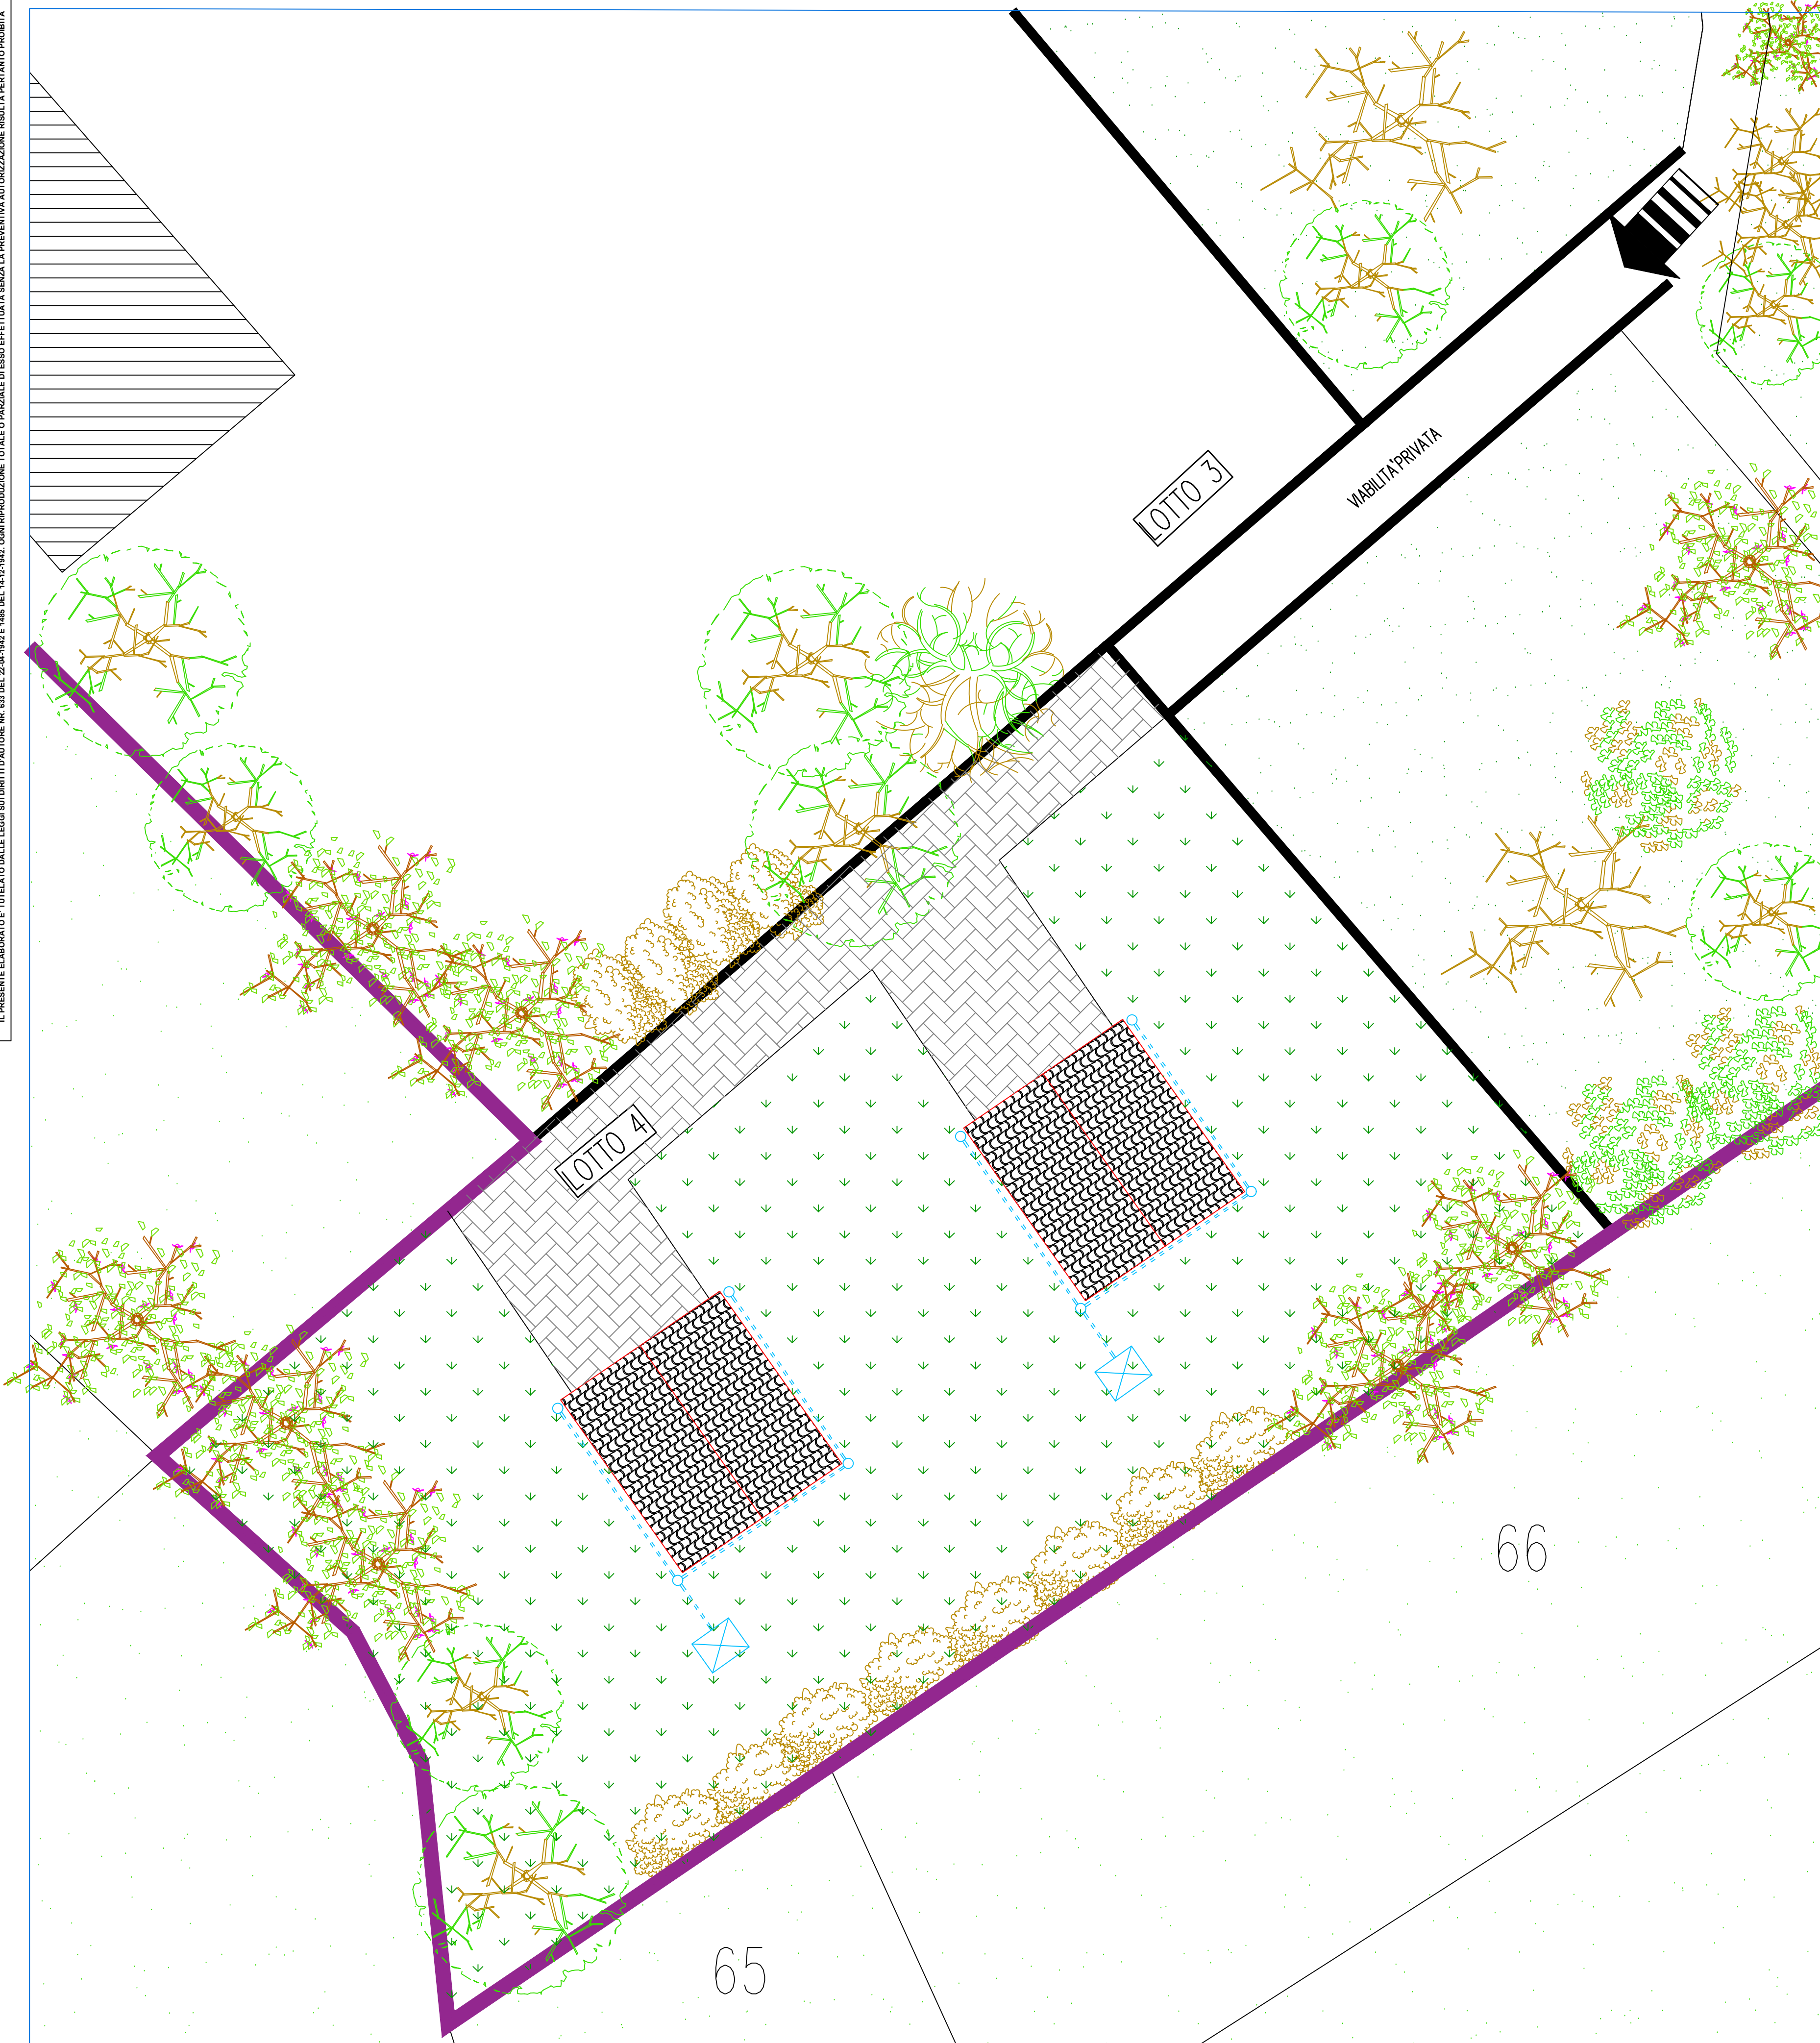 IL PRESENTE ELABORATO E' TUTELATO DALLE LEGGI SUI DIRITTI D'AUTORE NR. 633 DEL 22-04-1942 E 1485 DEL 14-12-1942. OGNI RIPRODUZIONE TOTALE O PARZIALE DI ESSO EFFETTUATA SENZA LA PREVENTIVA AUTORIZZAZIONE RISULTA PERTANTO PROIBITA
LOTTO 3
VIABILITA' PRIVATA
LOTTO 4
66
65